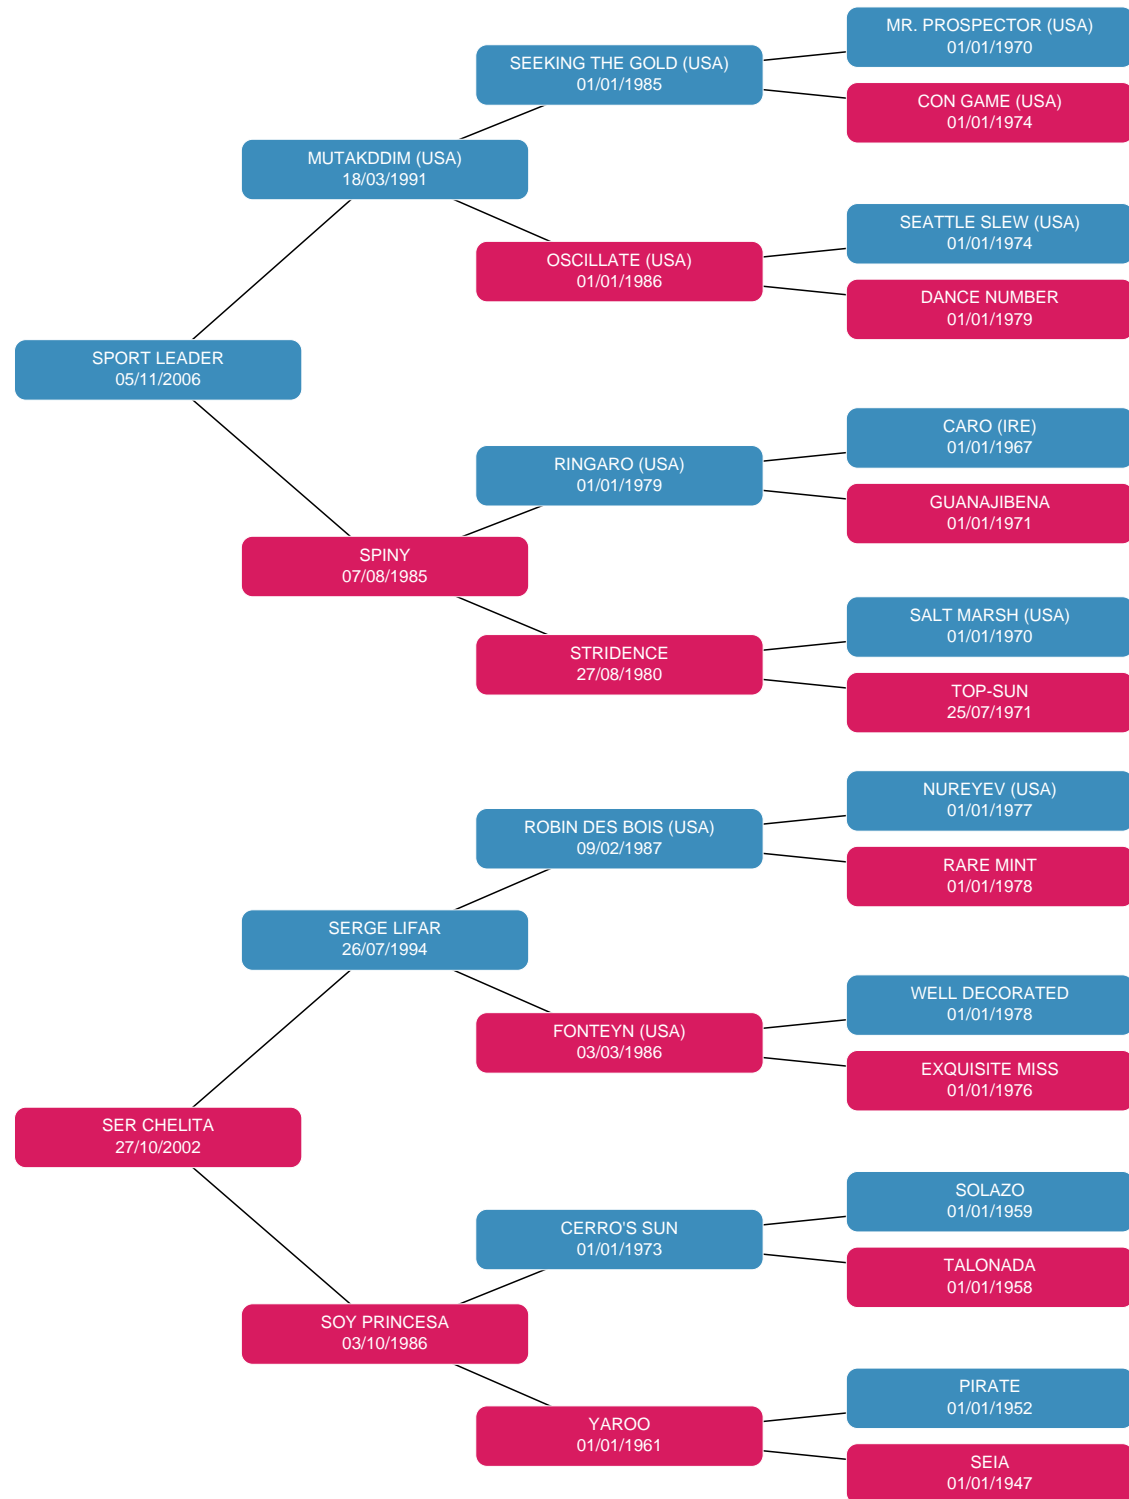 MR. PROSPECTOR (USA)
01/01/1970
SEEKING THE GOLD (USA)
01/01/1985
CON GAME (USA)
01/01/1974
MUTAKDDIM (USA)
18/03/1991
SEATTLE SLEW (USA)
01/01/1974
OSCILLATE (USA)
01/01/1986
DANCE NUMBER
01/01/1979
SPORT LEADER
05/11/2006
CARO (IRE)
01/01/1967
RINGARO (USA)
01/01/1979
GUANAJIBENA
01/01/1971
SPINY
07/08/1985
SALT MARSH (USA)
01/01/1970
STRIDENCE
27/08/1980
TOP-SUN
25/07/1971
NUREYEV (USA)
01/01/1977
ROBIN DES BOIS (USA)
09/02/1987
RARE MINT
01/01/1978
SERGE LIFAR
26/07/1994
WELL DECORATED
01/01/1978
FONTEYN (USA)
03/03/1986
EXQUISITE MISS
01/01/1976
SER CHELITA
27/10/2002
SOLAZO
01/01/1959
CERRO'S SUN
01/01/1973
TALONADA
01/01/1958
SOY PRINCESA
03/10/1986
PIRATE
01/01/1952
YAROO
01/01/1961
SEIA
01/01/1947